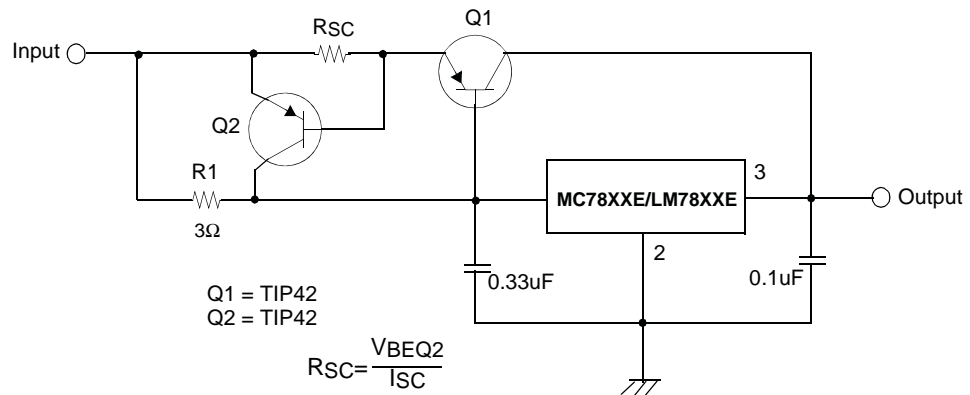 Q1
RSC
Input
Q2
R1
3Ω
MC78XXE/LM78XXE
3
Output
2
0.33uF
0.1uF
Q1 = TIP42
Q2 = TIP42
RSC=VBEQ2
ISC